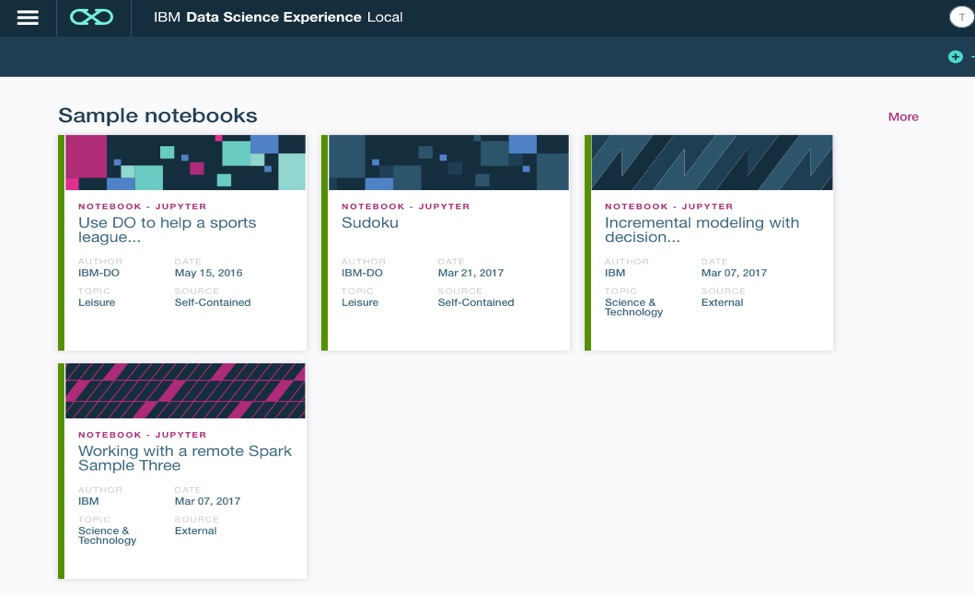 IBM Data Science Experience Local
T
Sample notebooks
More
NOTEBOOK - JUPYTER
Use DO to help a sports
league...
AUTHOR DATE
IBM-DO May 15, 2016
TOPIC SOURCE
Leisure Self-Contained
NOTEBOOK - JUPYTER
Sudoku
AUTHOR DATE
IBM-DO Mar 21, 2017
TOPIC SOURCE
Leisure Self-Contained
NOTEBOOK - JUPYTER
Incremental modeling with
decision...
AUTHOR DATE
IBM Mar 07, 2017
TOPIC SOURCE
Science & External
Technology
NOTEBOOK - JUPYTER
Working with a remote Spark
Sample Three
AUTHOR DATE
IBM Mar 07, 2017
TOPIC SOURCE
Science & External
Technology